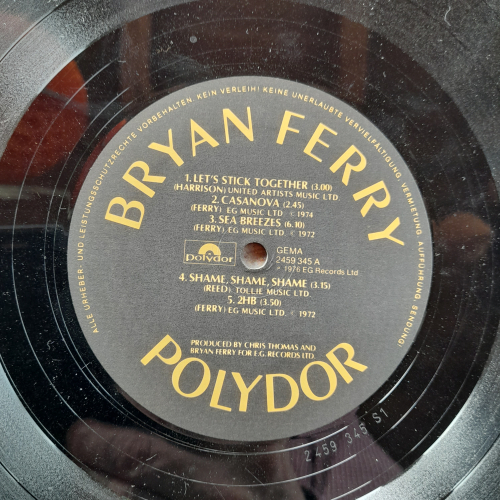 ALLE URHEBER- UND LEISTUNGSSCHUTZRECHTE VORBEHALTEN. KEIN VERLEIH! KEINE UNERLAUBTE VERVIELFÄLTIGUNG, VERMIETUNG, AUFFÜHRUNG, SENDUNG!
BRYAN FERRY
1. LET'S STICK TOGETHER (3.00)
(HARRISON) UNITED ARTISTS MUSIC LTD.
2. CASANOVA (2.45)
(FERRY) EG MUSIC LTD. ℗ 1974
3. SEA BREEZES (6.10)
(FERRY) EG MUSIC LTD. ℗ 1972
polydor
GEMA
2459 345 A
℗ 1976 EG Records Ltd.
4. SHAME, SHAME, SHAME (3.15)
(REED) TOLLIE MUSIC LTD.
5. 2HB (3.50)
(FERRY) EG MUSIC LTD. ℗ 1972
PRODUCED BY CHRIS THOMAS AND
BRYAN FERRY FOR E.G. RECORDS LTD.
POLYDOR
2459 345 S1